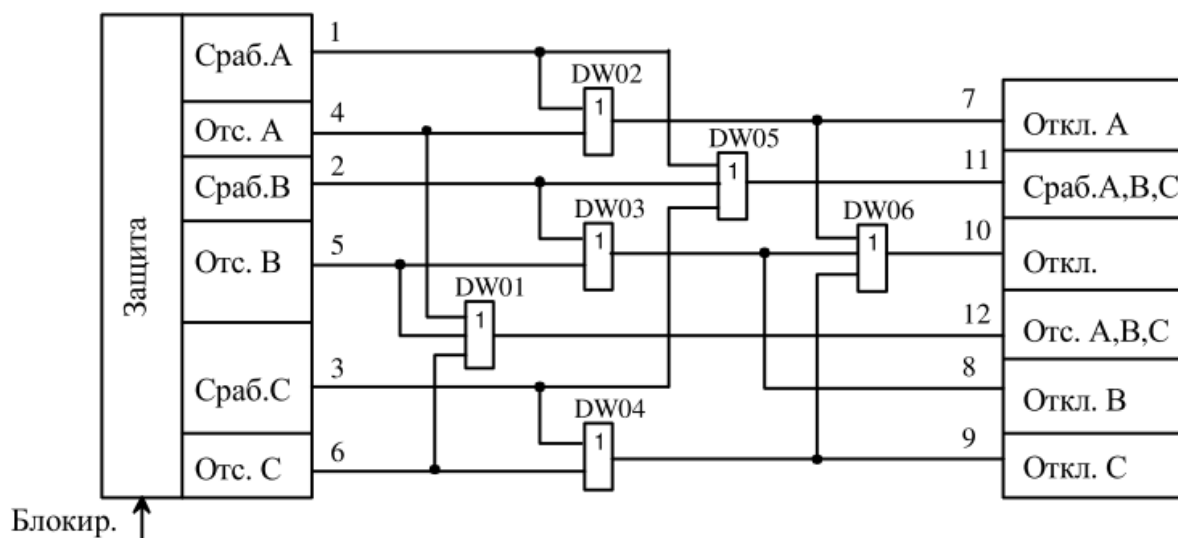 Защита
Сраб.А
Отс. А
Сраб.В
Отс. В
Сраб.С
Отс. С
Блокир.
1
4
2
5
3
6
DW02
1
DW05
1
DW03
1
DW06
1
DW01
1
DW04
1
7
11
10
12
8
9
Откл. А
Сраб.А,В,С
Откл.
Отс. А,В,С
Откл. В
Откл. С